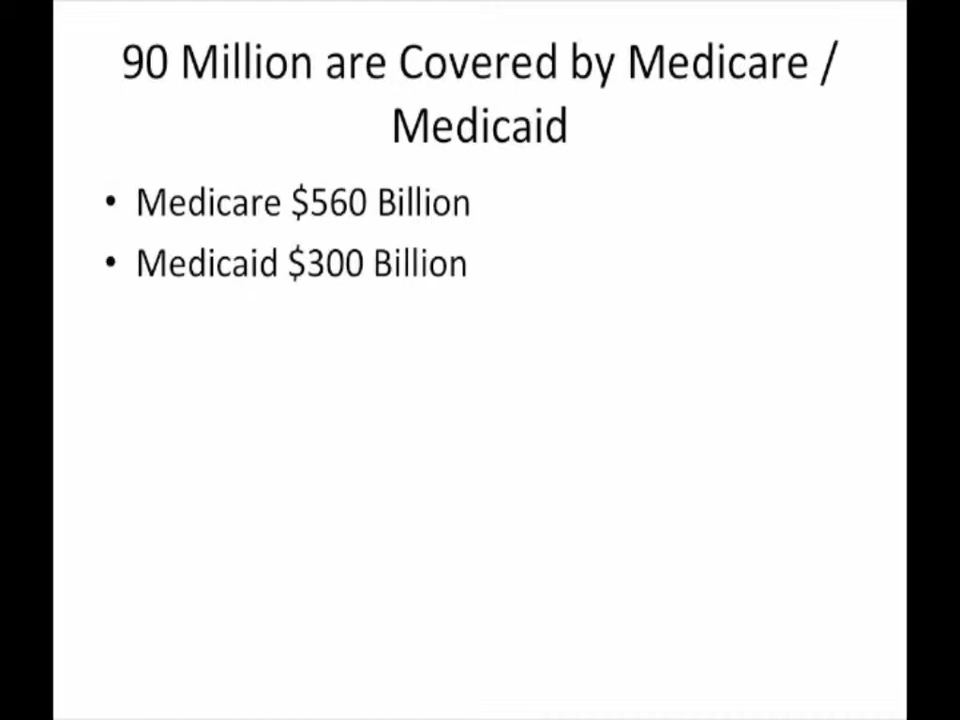 90 Million are Covered by Medicare /
Medicaid
• Medicare $560 Billion
• Medicaid $300 Billion